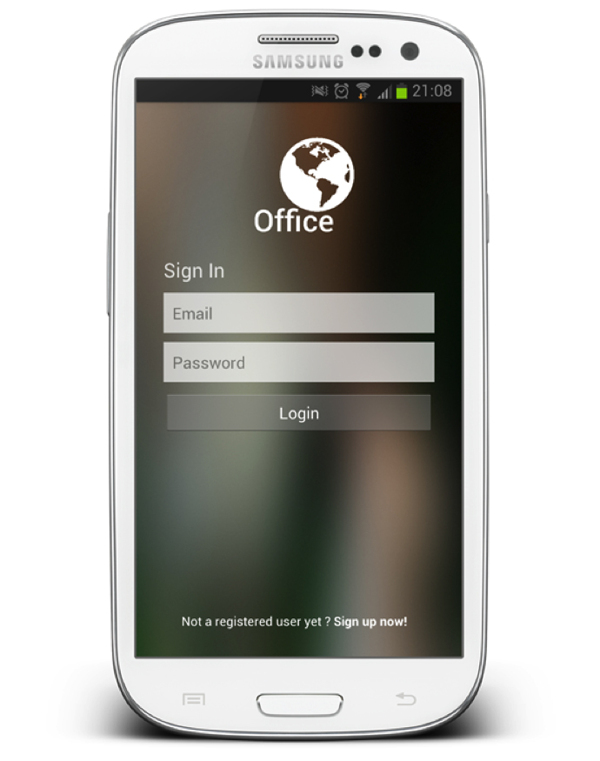 SAMSUNG
21:08
Office
Sign In
Email
Password
Login
Not a registered user yet ? Sign up now!